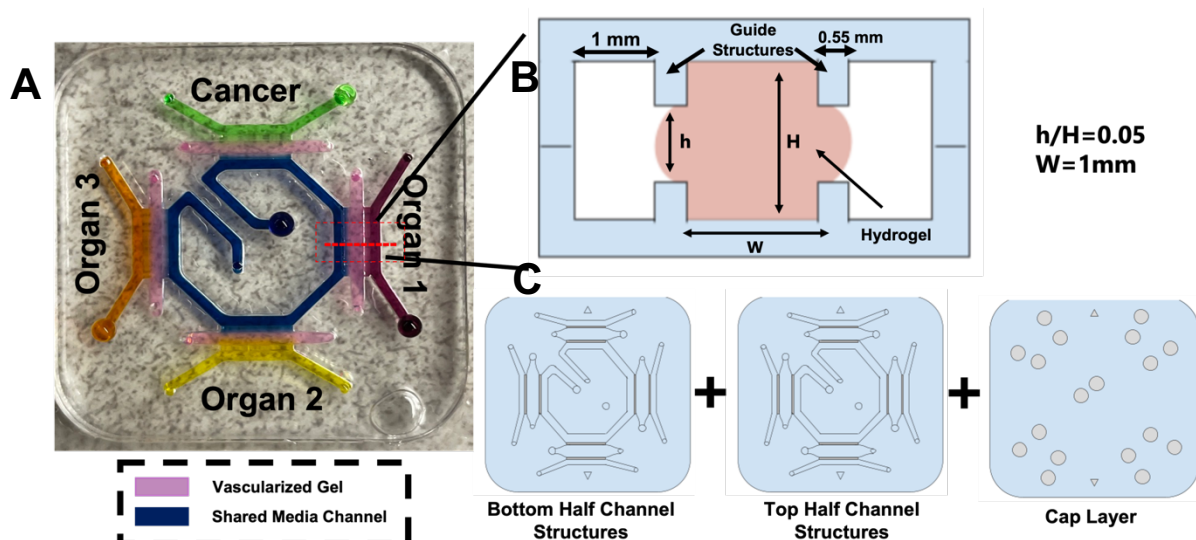 A
Cancer
Organ 3
Organ 1
Organ 2
Vascularized Gel
Shared Media Channel
B
1 mm
Guide
Structures
0.55 mm
h
H
W
Hydrogel
h/H=0.05
W=1mm
C
+
+
Bottom Half Channel
Structures
Top Half Channel
Structures
Cap Layer